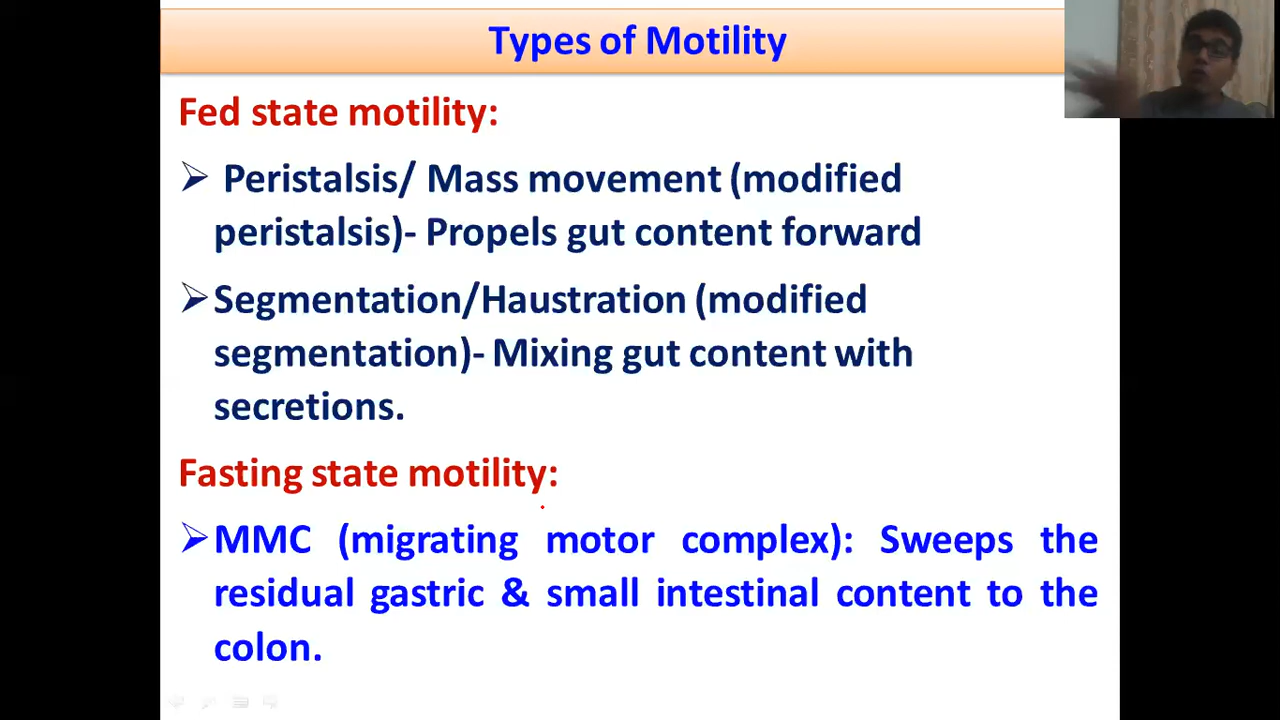 Types of Motility
Fed state motility:
➢ Peristalsis/ Mass movement (modified
peristalsis)- Propels gut content forward
➢Segmentation/Haustration (modified
segmentation)- Mixing gut content with
secretions.
Fasting state motility:
➢MMC (migrating motor complex): Sweeps the
residual gastric & small intestinal content to the
colon.